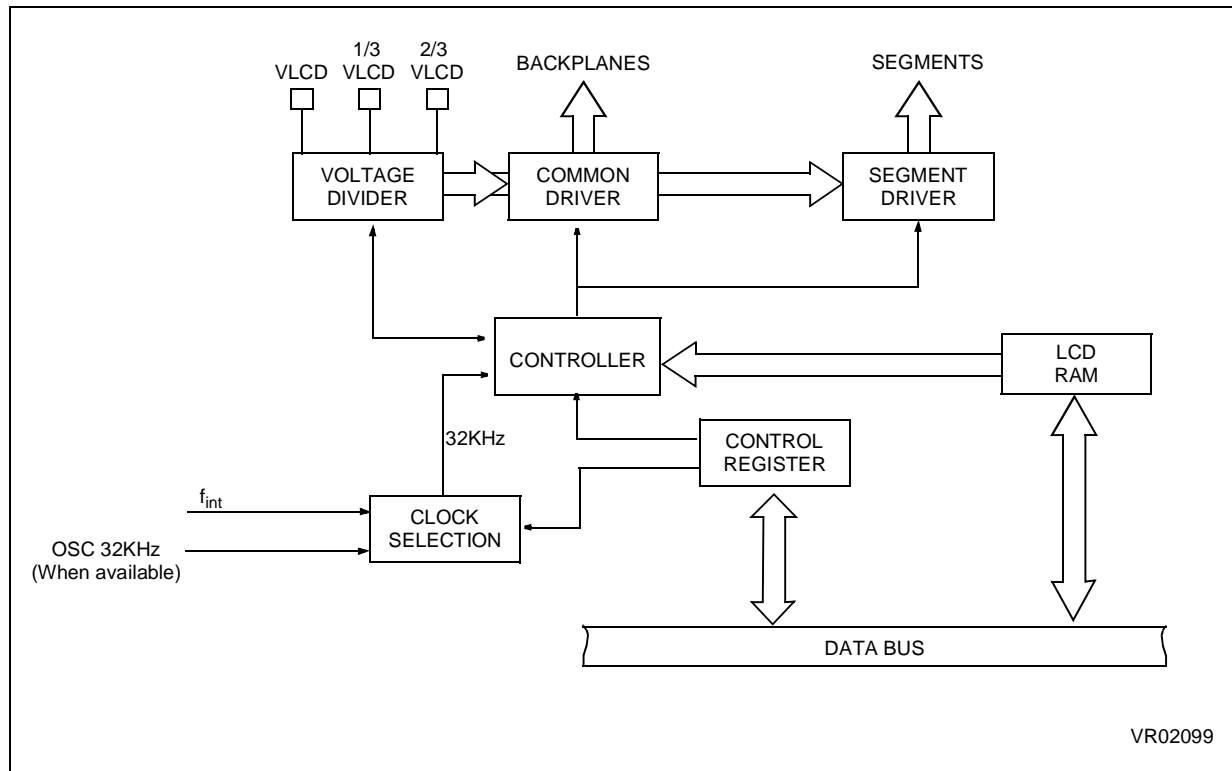 VLCD
1/3
VLCD
2/3
VLCD
BACKPLANES
SEGMENTS
VOLTAGE
DIVIDER
COMMON
DRIVER
SEGMENT
DRIVER
CONTROLLER
LCD
RAM
32KHz
CONTROL
REGISTER
fint
CLOCK
SELECTION
OSC 32KHz
(When available)
DATA BUS
VR02099